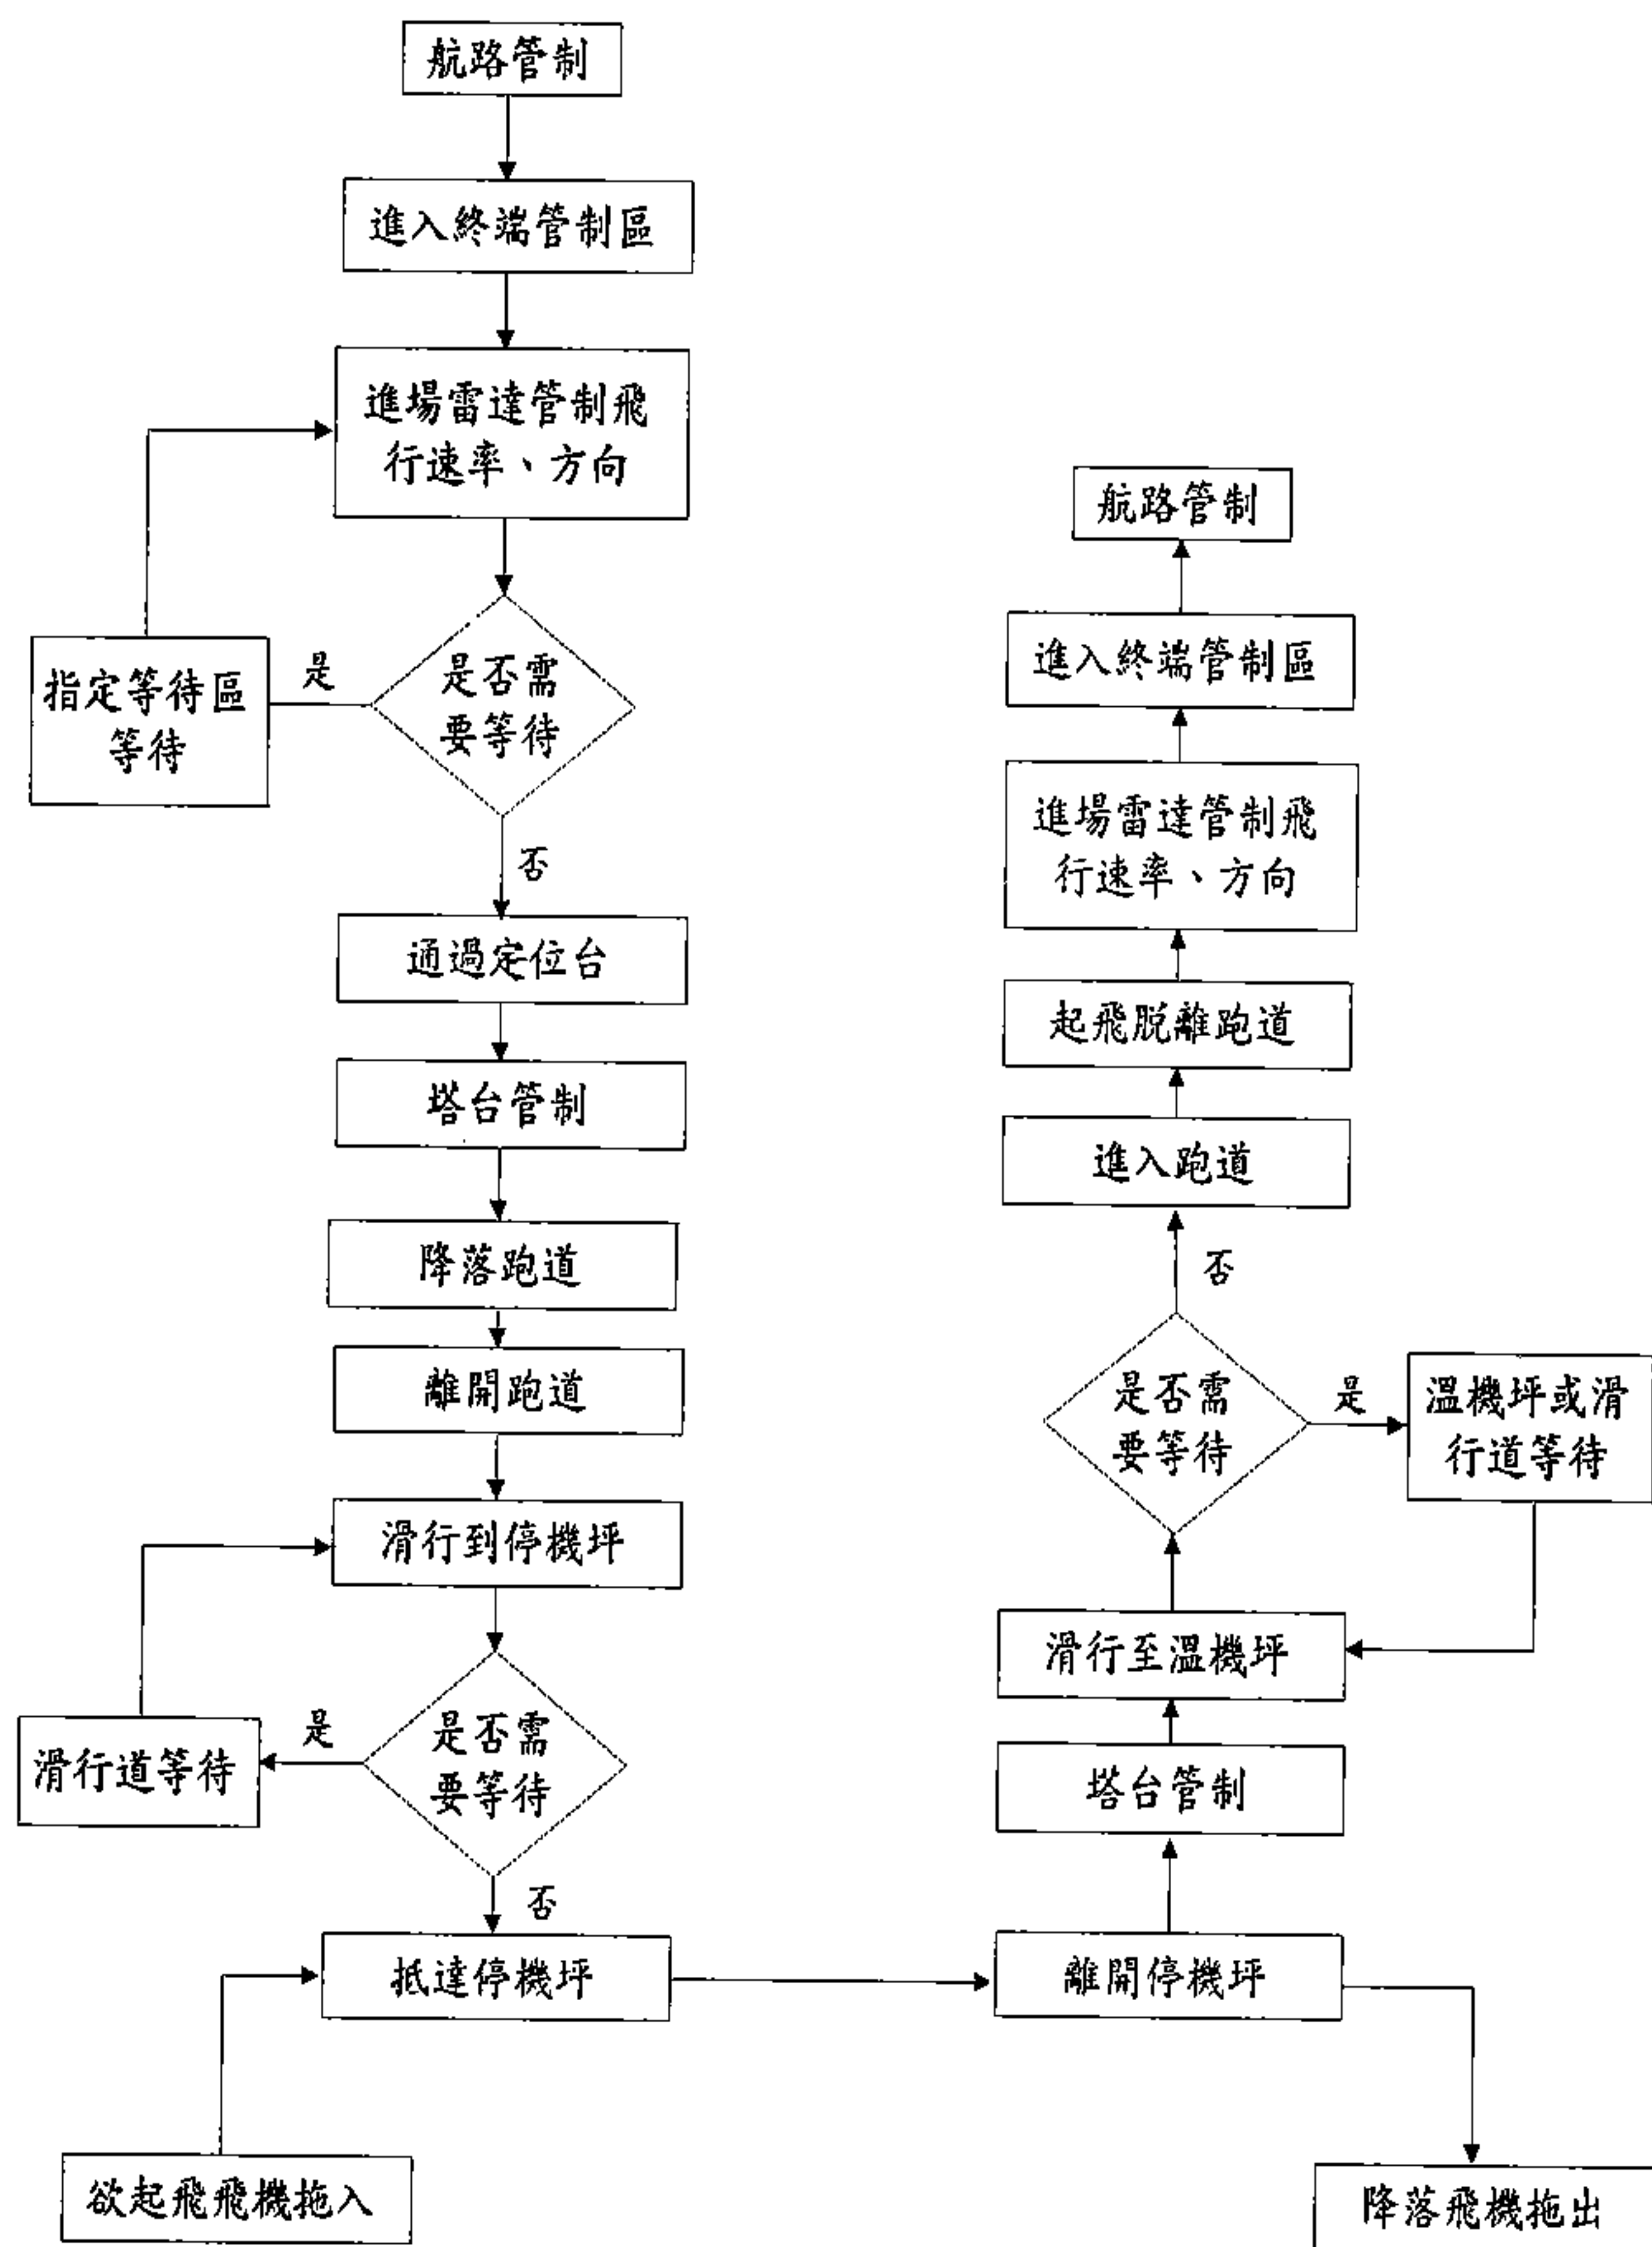 航路管制
進入終端管制區
進場雷達管制飛
行速率、方向
是否需
要等待
是
指定等待區
等待
否
通過定位台
塔台管制
降落跑道
離開跑道
滑行到停機坪
是否需
要等待
是
滑行道等待
否
抵達停機坪
欲起飛飛機拖入
離開停機坪
降落飛機拖出
塔台管制
滑行至溫機坪
是否需
要等待
是
溫機坪或滑
行道等待
否
進入跑道
起飛脫離跑道
進場雷達管制飛
行速率、方向
進入終端管制區
航路管制